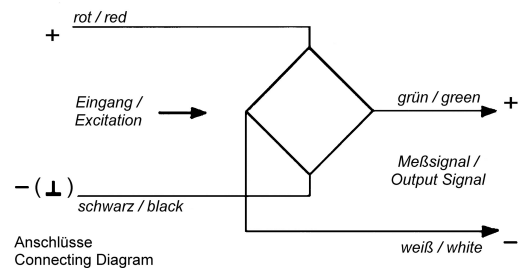 rot / red
+
Eingang /
Excitation
grün / green
+
Meßsignal /
Output Signal
- (⊥)
schwarz / black
weiß / white
-
Anschlüsse
Connecting Diagram